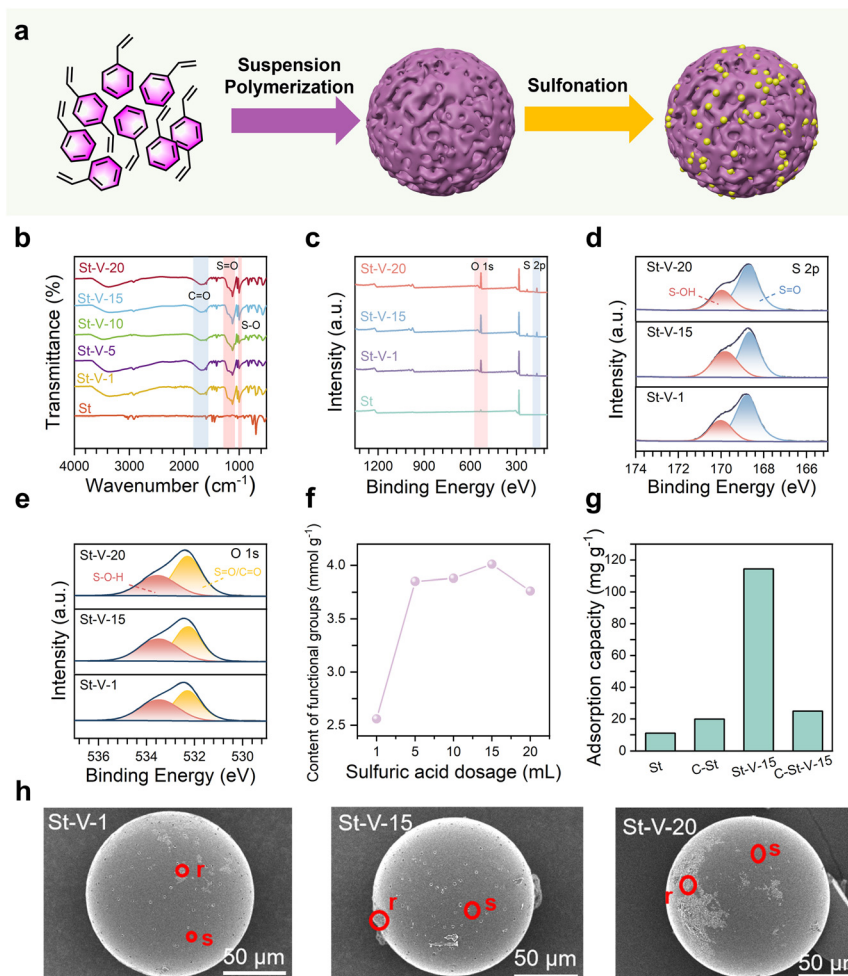 a
Suspension
Polymerization
Sulfonation
b
St-V-20
S=O
St-V-15
C=O
St-V-10
S-O
St-V-5
St-V-1
St
Transmittance (%)
4000 3000 2000 1000
Wavenumber (cm-1)
c
St-V-20
O 1s
S 2p
St-V-15
St-V-1
St
Intensity (a.u.)
1200 900 600 300
Binding Energy (eV)
d
St-V-20
S 2p
S-OH
S=O
St-V-15
St-V-1
Intensity (a.u.)
174 172 170 168 166
Binding Energy (eV)
e
St-V-20
O 1s
S-O-H
S=O/C=O
St-V-15
St-V-1
Intensity (a.u.)
536 534 532 530
Binding Energy (eV)
f
Content of functional groups (mmol g-1)
4.0
3.5
3.0
2.5
1 5 10 15 20
Sulfuric acid dosage (mL)
g
Adsorption capacity (mg g-1)
120
100
80
60
40
20
0
St C-St St-V-15 C-St-V-15
h
St-V-1
r
s
50 μm
St-V-15
r
s
50 μm
St-V-20
s
r
50 μm